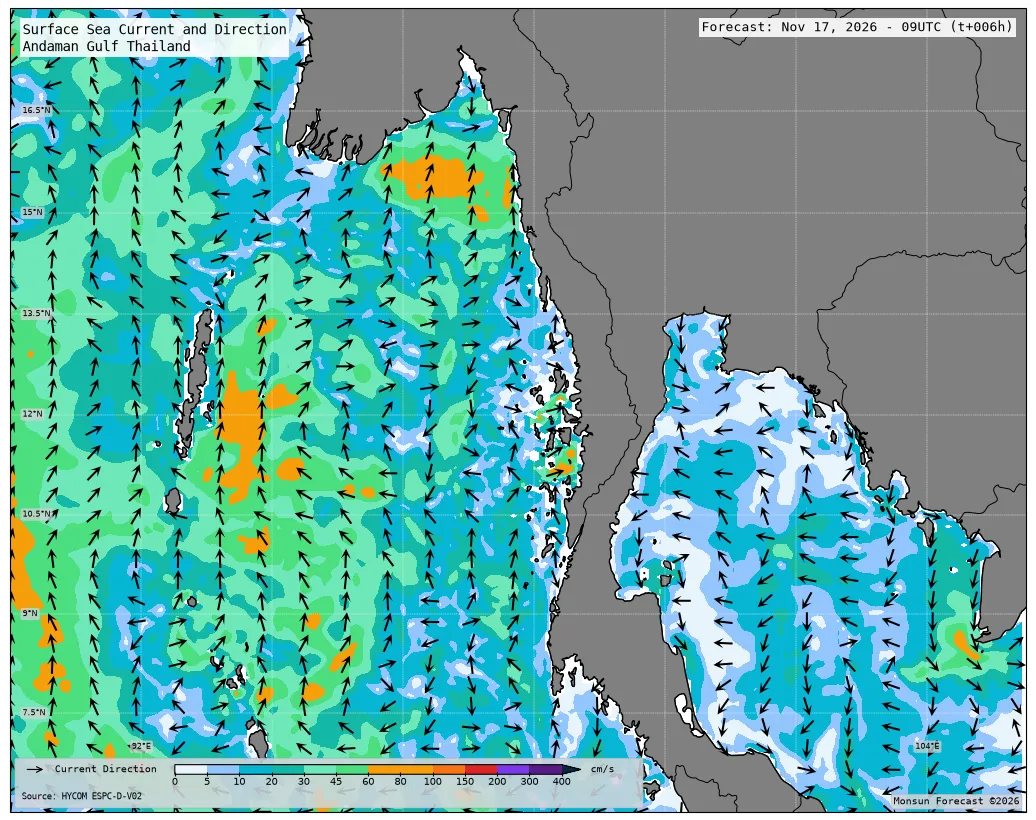 Surface Sea Current and Direction
Andaman Gulf Thailand
Forecast: Nov 17, 2026 - 09UTC (t+006h)
16.5°N
15°N
13.5°N
12°N
10.5°N
9°N
7.5°N
92°E
104°E
Current Direction
0 5 10 20 30 45 60 80 100 150 200 300 400
cm/s
Source: HYCOM ESPC-D-V02
Monsun Forecast ©2026